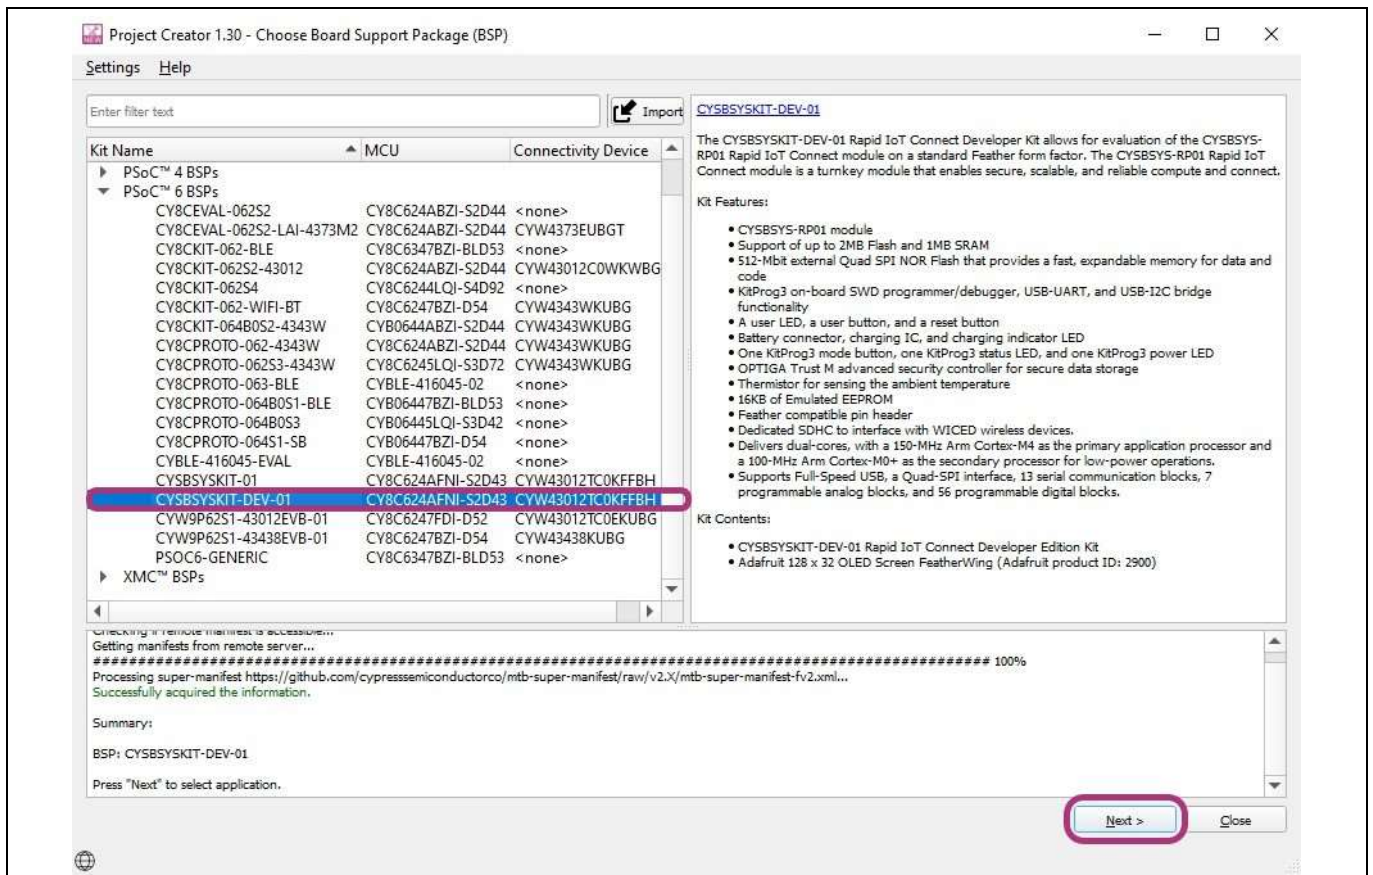 Project Creator 1.30 - Choose Board Support Package (BSP)
Settings Help
Enter filter text
Import
Kit Name MCU Connectivity Device
PSoC™ 4 BSPs
PSoC™ 6 BSPs
CY8CEVAL-062S2 CY8C624ABZI-S2D44 <none>
CY8CEVAL-062S2-LAI-4373M2 CY8C624ABZI-S2D44 CYW4373EUBGT
CY8CKIT-062-BLE CY8C6347BZI-BLD53 <none>
CY8CKIT-062S2-43012 CY8C624ABZI-S2D44 CYW43012C0WKWBG
CY8CKIT-062S4 CY8C6244LQI-S4D92 <none>
CY8CKIT-062-WIFI-BT CY8C6247BZI-D54 CYW4343WKUBG
CY8CKIT-064B0S2-4343W CYB0644ABZI-S2D44 CYW4343WKUBG
CY8CPROTO-062-4343W CY8C624ABZI-S2D44 CYW4343WKUBG
CY8CPROTO-062S3-4343W CY8C6245LQI-S3D72 CYW4343WKUBG
CY8CPROTO-063-BLE CYBLE-416045-02 <none>
CY8CPROTO-064B0S1-BLE CYB06447BZI-BLD53 <none>
CY8CPROTO-064B0S3 CYB06445LQI-S3D42 <none>
CY8CPROTO-064S1-SB CYB06447BZI-D54 <none>
CYBLE-416045-EVAL CYBLE-416045-02 <none>
CYSBSYSKIT-01 CY8C624AFNI-S2D43 CYW43012TC0KFFBH
CYSBSYSKIT-DEV-01 CY8C624AFNI-S2D43 CYW43012TC0KFFBH
CYW9P62S1-43012EVB-01 CY8C6247FDI-D52 CYW43012TC0EKUBG
CYW9P62S1-43438EVB-01 CY8C6247BZI-D54 CYW43438KUBG
PSOC6-GENERIC CY8C6347BZI-BLD53 <none>
XMC™ BSPs
CYSBSYSKIT-DEV-01
The CYSBSYSKIT-DEV-01 Rapid IoT Connect Developer Kit allows for evaluation of the CYSBSYS-
RP01 Rapid IoT Connect module on a standard Feather form factor. The CYSBSYS-RP01 Rapid IoT
Connect module is a turnkey module that enables secure, scalable, and reliable compute and connect.
Kit Features:
• CYSBSYS-RP01 module
• Support of up to 2MB Flash and 1MB SRAM
• 512-Mbit external Quad SPI NOR Flash that provides a fast, expandable memory for data and
code
• KitProg3 on-board SWD programmer/debugger, USB-UART, and USB-I2C bridge
functionality
• A user LED, a user button, and a reset button
• Battery connector, charging IC, and charging indicator LED
• One KitProg3 mode button, one KitProg3 status LED, and one KitProg3 power LED
• OPTIGA Trust M advanced security controller for secure data storage
• Thermistor for sensing the ambient temperature
• 16KB of Emulated EEPROM
• Feather compatible pin header
• Dedicated SDHC to interface with WICED wireless devices.
• Delivers dual-cores, with a 150-MHz Arm Cortex-M4 as the primary application processor and
a 100-MHz Arm Cortex-M0+ as the secondary processor for low-power operations.
• Supports Full-Speed USB, a Quad-SPI interface, 13 serial communication blocks, 7
programmable analog blocks, and 56 programmable digital blocks.
Kit Contents:
• CYSBSYSKIT-DEV-01 Rapid IoT Connect Developer Edition Kit
• Adafruit 128 x 32 OLED Screen FeatherWing (Adafruit product ID: 2900)
Checking if remote manifest is accessible...
Getting manifests from remote server...
#################################################################################################### 100%
Processing super-manifest https://github.com/cypresssemiconductorco/mtb-super-manifest/raw/v2.X/mtb-super-manifest-fv2.xml...
Successfully acquired the information.
Summary:
BSP: CYSBSYSKIT-DEV-01
Press "Next" to select application.
Next > Close